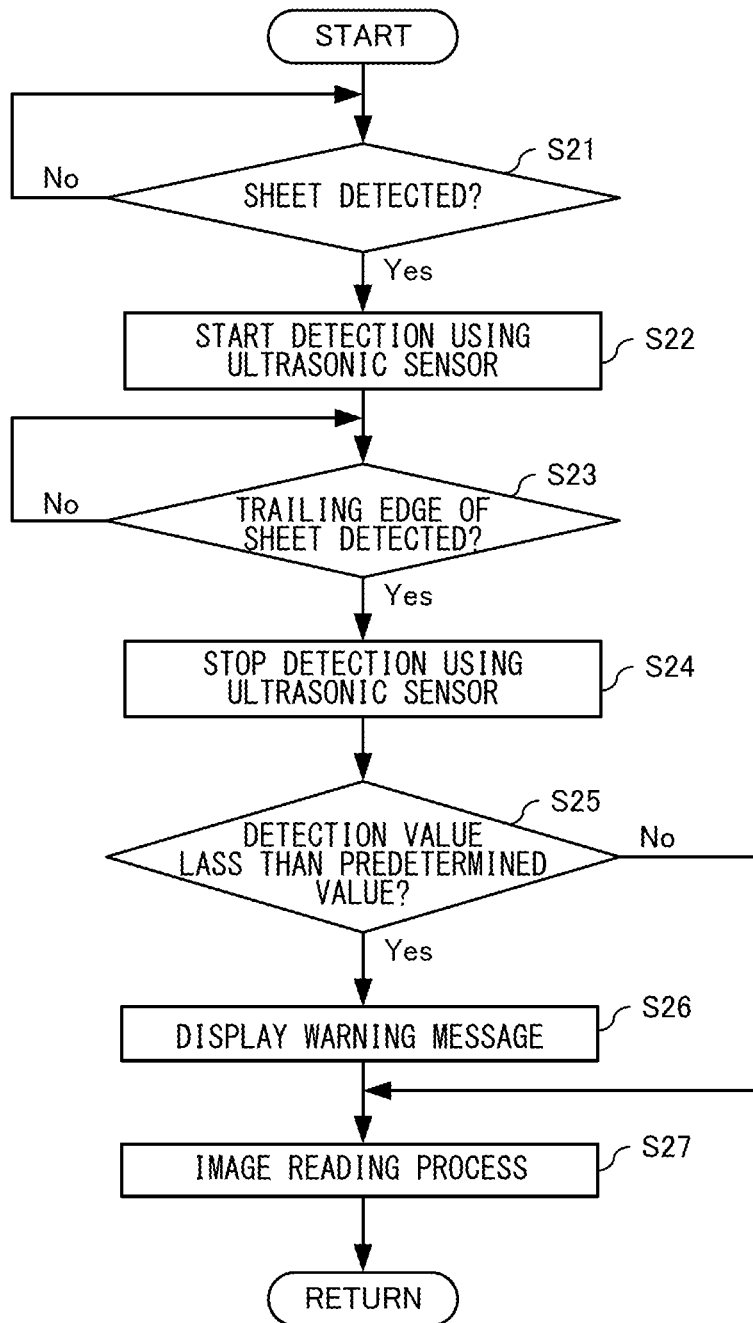 START
S21
SHEET DETECTED?
No
Yes
START DETECTION USING
ULTRASONIC SENSOR
S22
S23
TRAILING EDGE OF
SHEET DETECTED?
No
Yes
STOP DETECTION USING
ULTRASONIC SENSOR
S24
S25
DETECTION VALUE
LASS THAN PREDETERMINED
VALUE?
No
Yes
S26
DISPLAY WARNING MESSAGE
S27
IMAGE READING PROCESS
RETURN